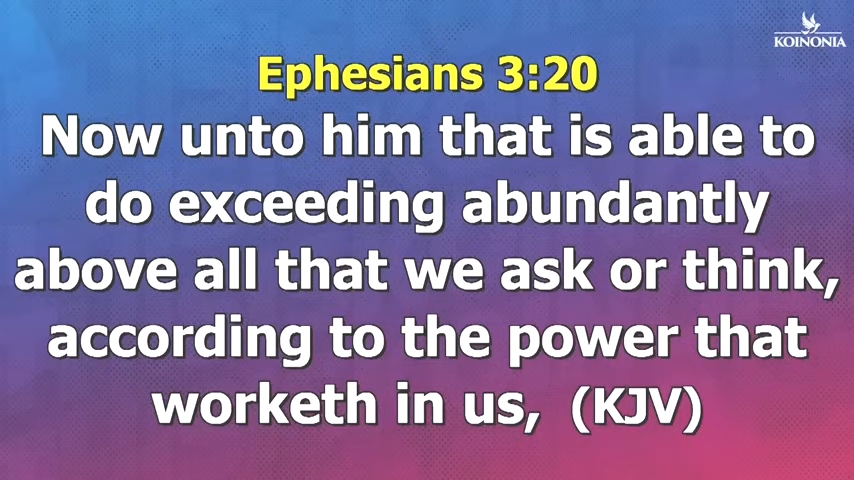 KOINONIA
Ephesians 3:20
Now unto him that is able to
do exceeding abundantly
above all that we ask or think,
according to the power that
worketh in us, (KJV)